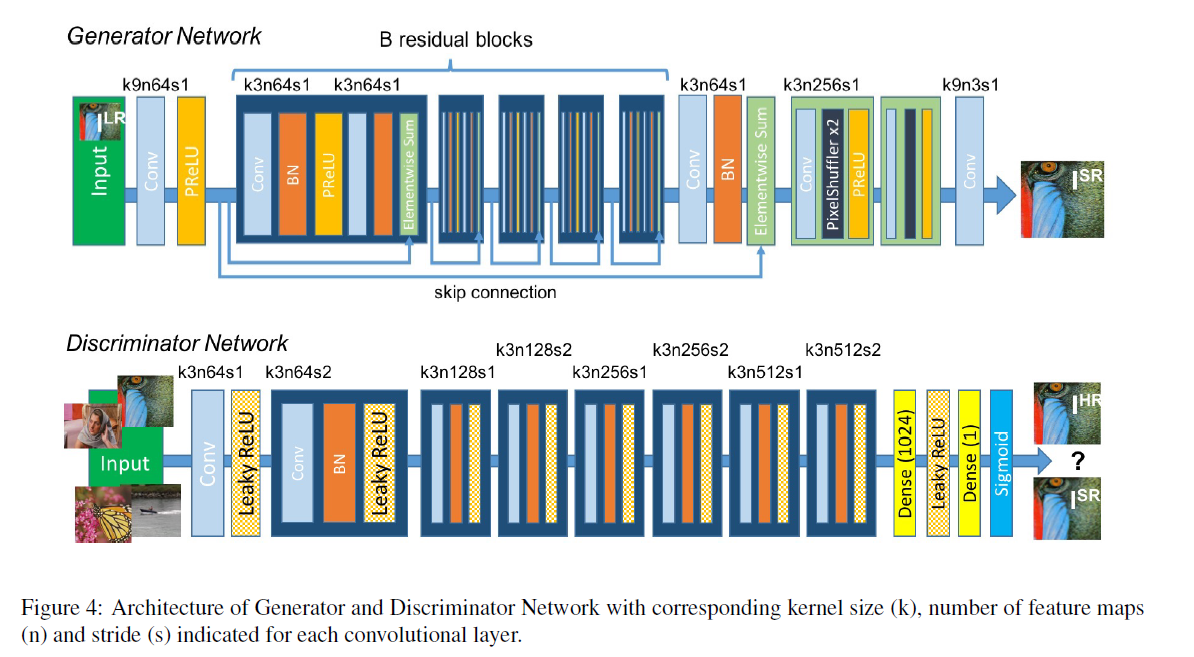 Generator Network
B residual blocks
k9n64s1
k3n64s1
k3n64s1
k3n64s1
k3n256s1
k9n3s1
I^LR
Input
Conv
PReLU
Conv
BN
PReLU
Elementwise Sum
Conv
BN
Elementwise Sum
Conv
PixelShuffler x2
PReLU
Conv
I^SR
skip connection
Discriminator Network
k3n64s1
k3n64s2
k3n128s1
k3n128s2
k3n256s1
k3n256s2
k3n512s1
k3n512s2
Input
Conv
Leaky ReLU
Conv
BN
Leaky ReLU
Dense (1024)
Leaky ReLU
Dense (1)
Sigmoid
I^HR
?
I^SR
Figure 4: Architecture of Generator and Discriminator Network with corresponding kernel size (k), number of feature maps
(n) and stride (s) indicated for each convolutional layer.